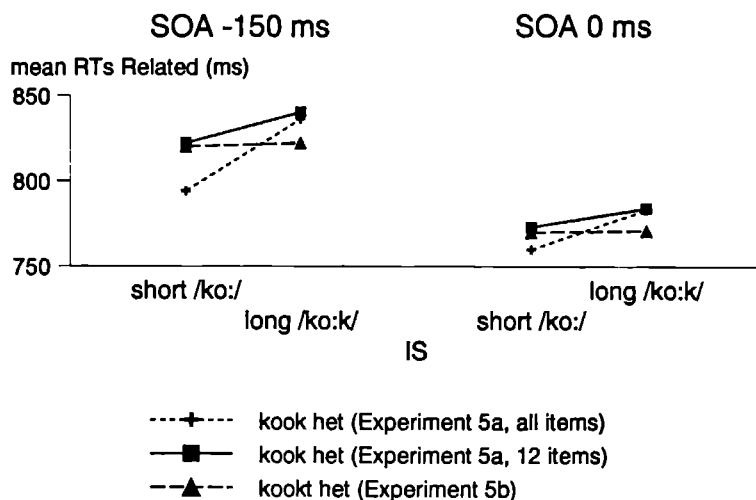 SOA -150 ms SOA 0 ms
mean RTs Related (ms)
850
800
750
short /ko:/ long /ko:k/
long /ko:k/ short /ko:/
IS
kook het (Experiment 5a, all items)
kook het (Experiment 5a, 12 items)
kookt het (Experiment 5b)